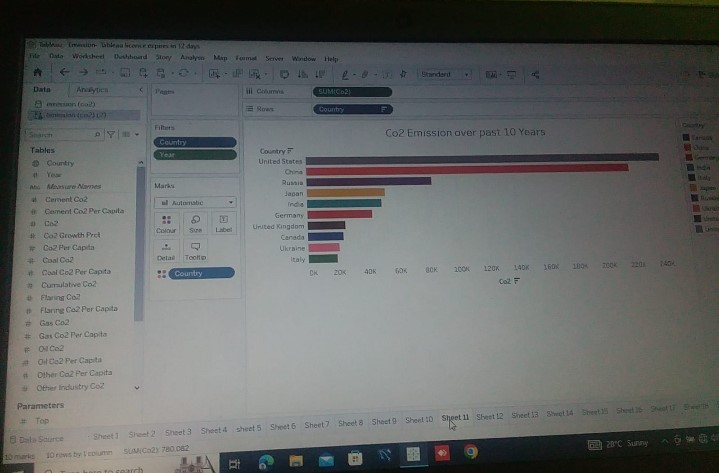 Tableau - Emission- Tableau licence expires in 12 days
File Data Worksheet Dashboard Story Analysis Map Format Server Window Help
Standard
Data Analytics
emission (co2)
Emission (co2) (2)
Search
Tables
Country
Year
Abc Measure Names
# Cement Co2
# Cement Co2 Per Capita
# Co2
# Co2 Growth Prct
# Co2 Per Capita
# Coal Co2
# Coal Co2 Per Capita
# Cumulative Co2
# Flaring Co2
# Flaring Co2 Per Capita
# Gas Co2
# Gas Co2 Per Capita
# Oil Co2
# Oil Co2 Per Capita
# Other Co2 Per Capita
# Other Industry Co2
Parameters
# Top
Pages
Filters
Country
Year
Marks
Automatic
Colour Size Label
Detail Tooltip
Country
Columns SUM(Co2)
Rows Country
Co2 Emission over past 10 Years
Country
United States
China
Russia
Japan
India
Germany
United Kingdom
Canada
Ukraine
Italy
0K 20K 40K 60K 80K 100K 120K 140K 160K 180K 200K 220K 240K
Co2
Country
Canada
China
German
India
Italy
Japan
Russia
Ukrai
Unite
Unite
Data Source Sheet 1 Sheet 2 Sheet 3 Sheet 4 sheet 5 Sheet 6 Sheet 7 Sheet 8 Sheet 9 Sheet 10 Sheet 11 Sheet 12 Sheet 13 Sheet 14 Sheet 15 Sheet 16 Sheet 17 Sheet 18
10 marks 10 rows by 1 column SUM(Co2) 780,082
Type here to search
28°C Sunny